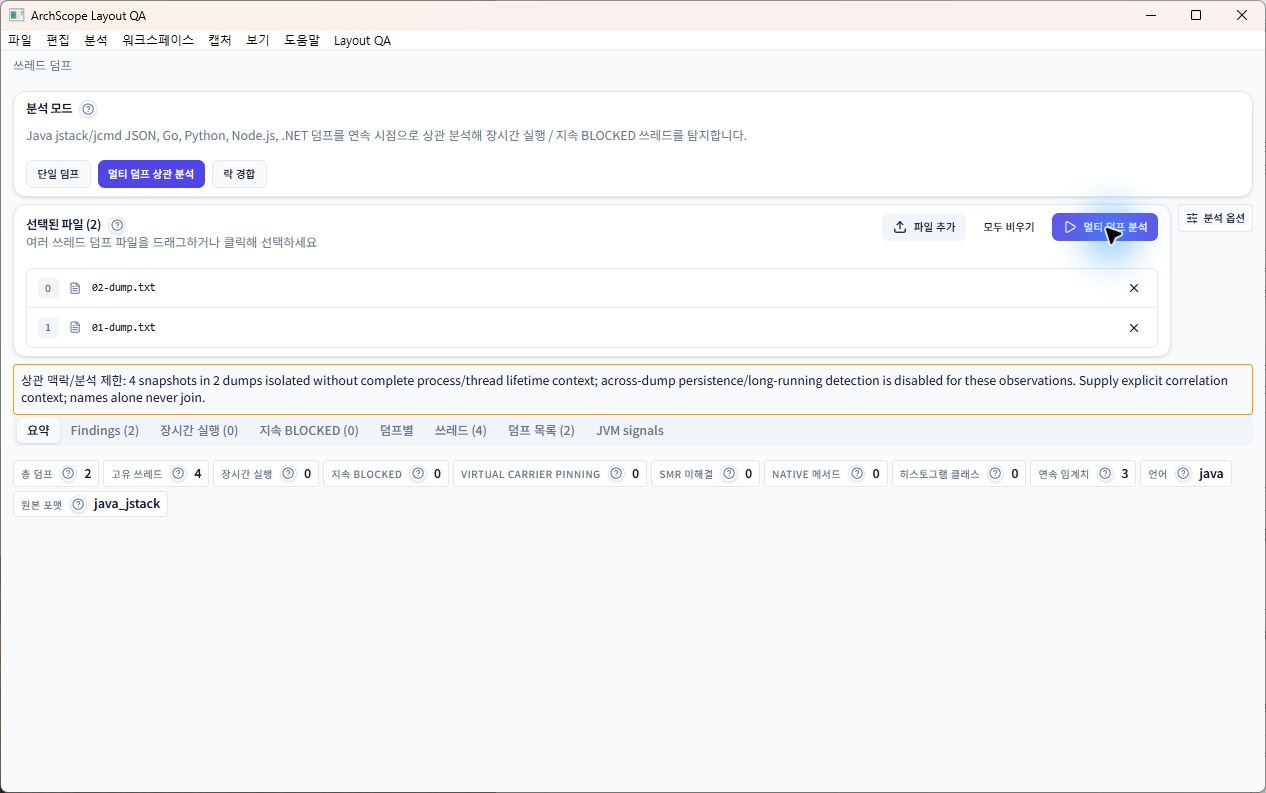 ArchScope Layout QA
파일 편집 분석 워크스페이스 캡처 보기 도움말 Layout QA
쓰레드 덤프
분석 모드
Java jstack/jcmd JSON, Go, Python, Node.js, .NET 덤프를 연속 시점으로 상관 분석해 장시간 실행 / 지속 BLOCKED 쓰레드를 탐지합니다.
단일 덤프 멀티 덤프 상관 분석 락 경합
선택된 파일 (2) 파일 추가 모두 비우기 멀티 덤프 분석 분석 옵션
여러 쓰레드 덤프 파일을 드래그하거나 클릭해 선택하세요
0 02-dump.txt
1 01-dump.txt
상관 맥락/분석 제한: 4 snapshots in 2 dumps isolated without complete process/thread lifetime context; across-dump persistence/long-running detection is disabled for these observations. Supply explicit correlation
context; names alone never join.
요약 Findings (2) 장시간 실행 (0) 지속 BLOCKED (0) 덤프별 쓰레드 (4) 덤프 목록 (2) JVM signals
총 덤프 2 고유 쓰레드 4 장시간 실행 0 지속 BLOCKED 0 VIRTUAL CARRIER PINNING 0 SMR 미해결 0 NATIVE 메서드 0 히스토그램 클래스 0 연속 임계치 3 언어 java
원본 포맷 java_jstack